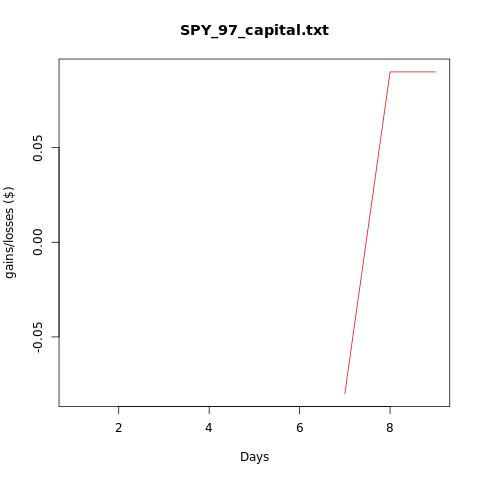 SPY_97_capital.txt
gains/losses ($)
0.05
0.00
-0.05
2 4 6 8
Days